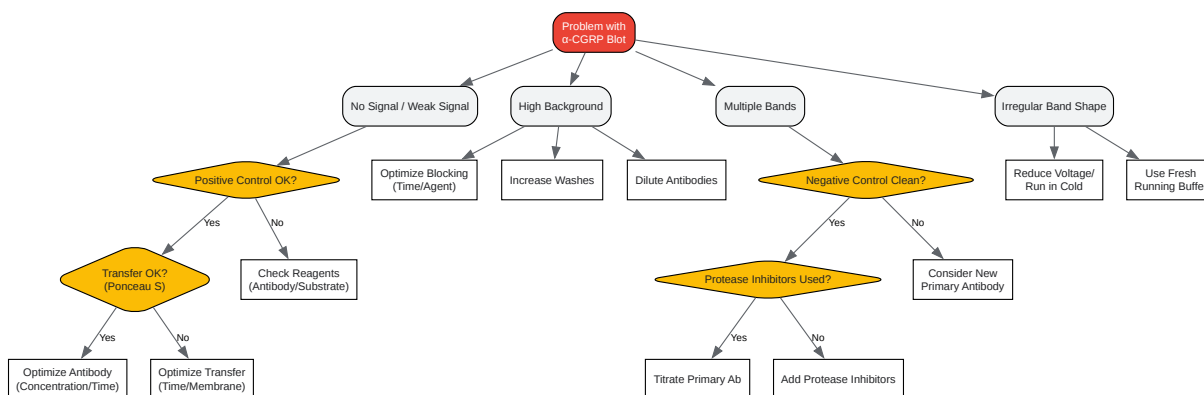 Problem with
α-CGRP Blot
No Signal / Weak Signal
High Background
Multiple Bands
Irregular Band Shape
Positive Control OK?
Optimize Blocking
(Time/Agent)
Increase Washes
Dilute Antibodies
Negative Control Clean?
Reduce Voltage/
Run in Cold
Use Fresh
Running Buffe
Yes
No
Yes
No
Transfer OK?
(Ponceau S)
Check Reagents
(Antibody/Substrate)
Protease Inhibitors Used?
Consider New
Primary Antibody
Yes
No
Yes
No
Optimize Antibody
(Concentration/Time)
Optimize Transfer
(Time/Membrane)
Titrate Primary Ab
Add Protease Inhibitors